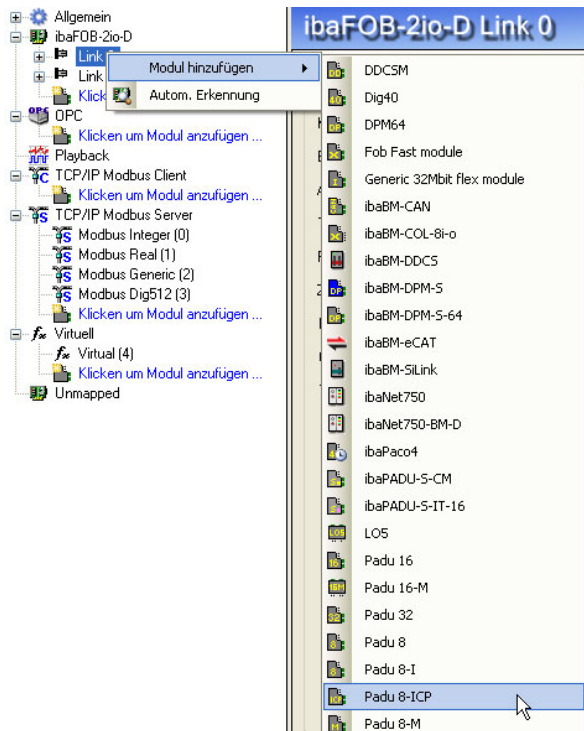 Allgemein
ibaFOB-2io-D
Link
Link
Klick
OPC
Klicken um Modul anzufügen ...
Playback
TCP/IP Modbus Client
Klicken um Modul anzufügen ...
TCP/IP Modbus Server
Modbus Integer (0)
Modbus Real (1)
Modbus Generic (2)
Modbus Dig512 (3)
Klicken um Modul anzufügen ...
Virtuell
Virtual (4)
Klicken um Modul anzufügen ...
Unmapped
Modul hinzufügen
Autom. Erkennung
ibaFOB-2io-D Link 0
DDCSM
Dig40
DPM64
Fob Fast module
Generic 32Mbit flex module
ibaBM-CAN
ibaBM-COL-8i-o
ibaBM-DDCS
ibaBM-DPM-S
ibaBM-DPM-S-64
ibaBM-eCAT
ibaBM-SiLink
ibaNet750
ibaNet750-BM-D
ibaPaco4
ibaPADU-S-CM
ibaPADU-S-IT-16
LO5
Padu 16
Padu 16-M
Padu 32
Padu 8
Padu 8-I
Padu 8-ICP
Padu 8-M